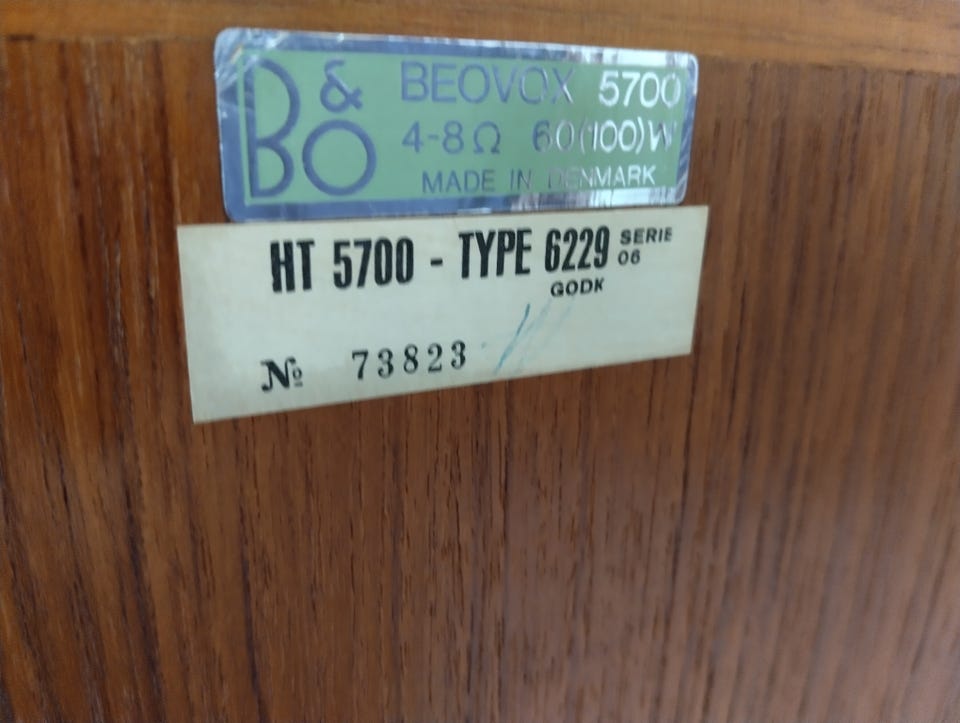 B&O
BEOVOX 5700
4-8Ω 60(100)W
MADE IN DENMARK
HT 5700 - TYPE 6229 SERIE 06
GODK
№ 73823